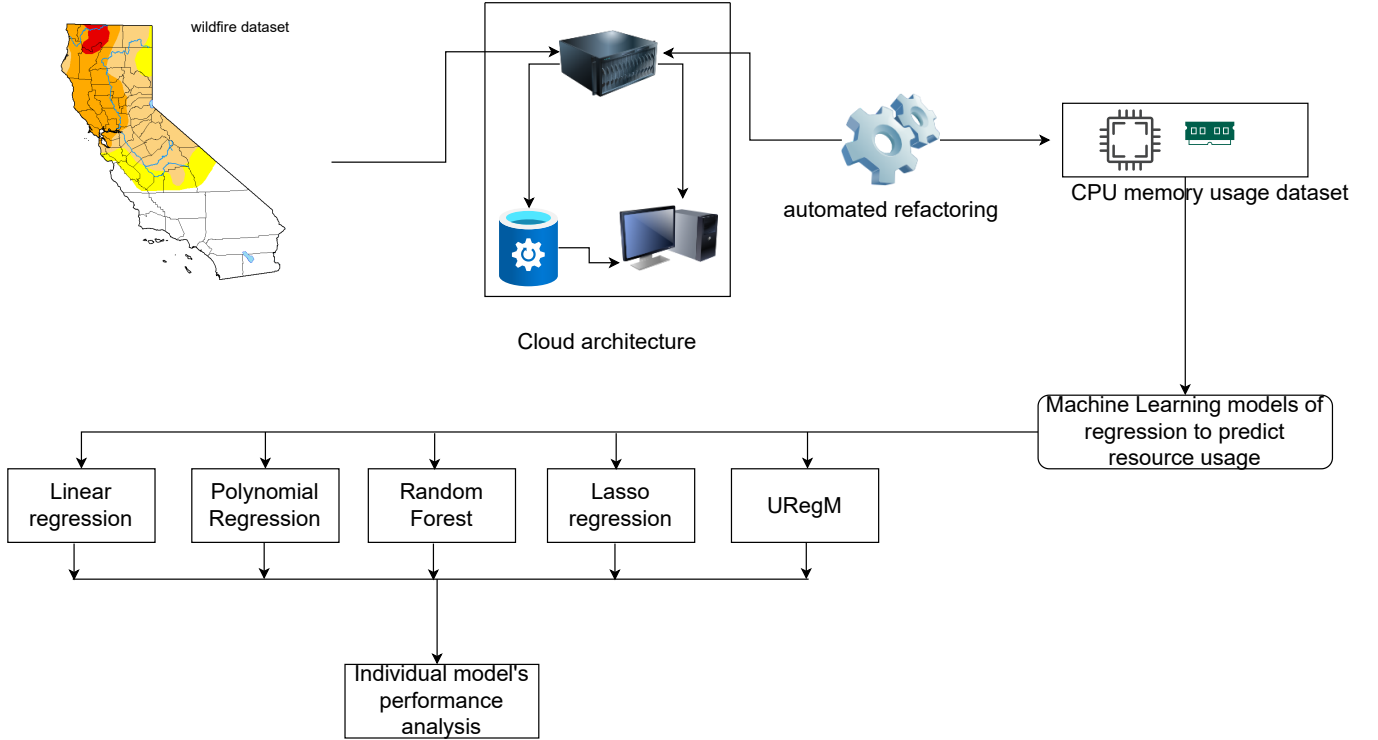 wildfire dataset
automated refactoring
CPU memory usage dataset
Cloud architecture
Machine Learning models of
regression to predict
resource usage
Linear
regression
Polynomial
Regression
Random
Forest
Lasso
regression
URegM
Individual model's
performance
analysis